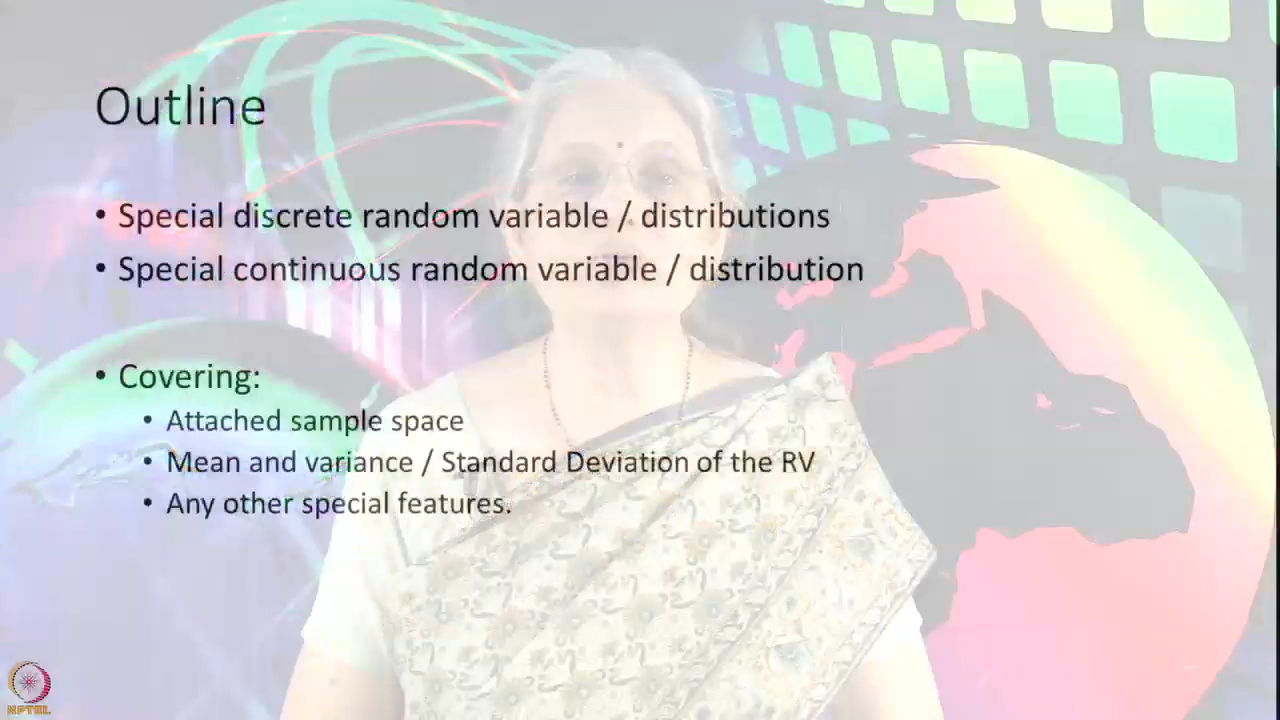 Outline
• Special discrete random variable / distributions
• Special continuous random variable / distribution
• Covering:
• Attached sample space
• Mean and variance / Standard Deviation of the RV
• Any other special features.
NPTEL